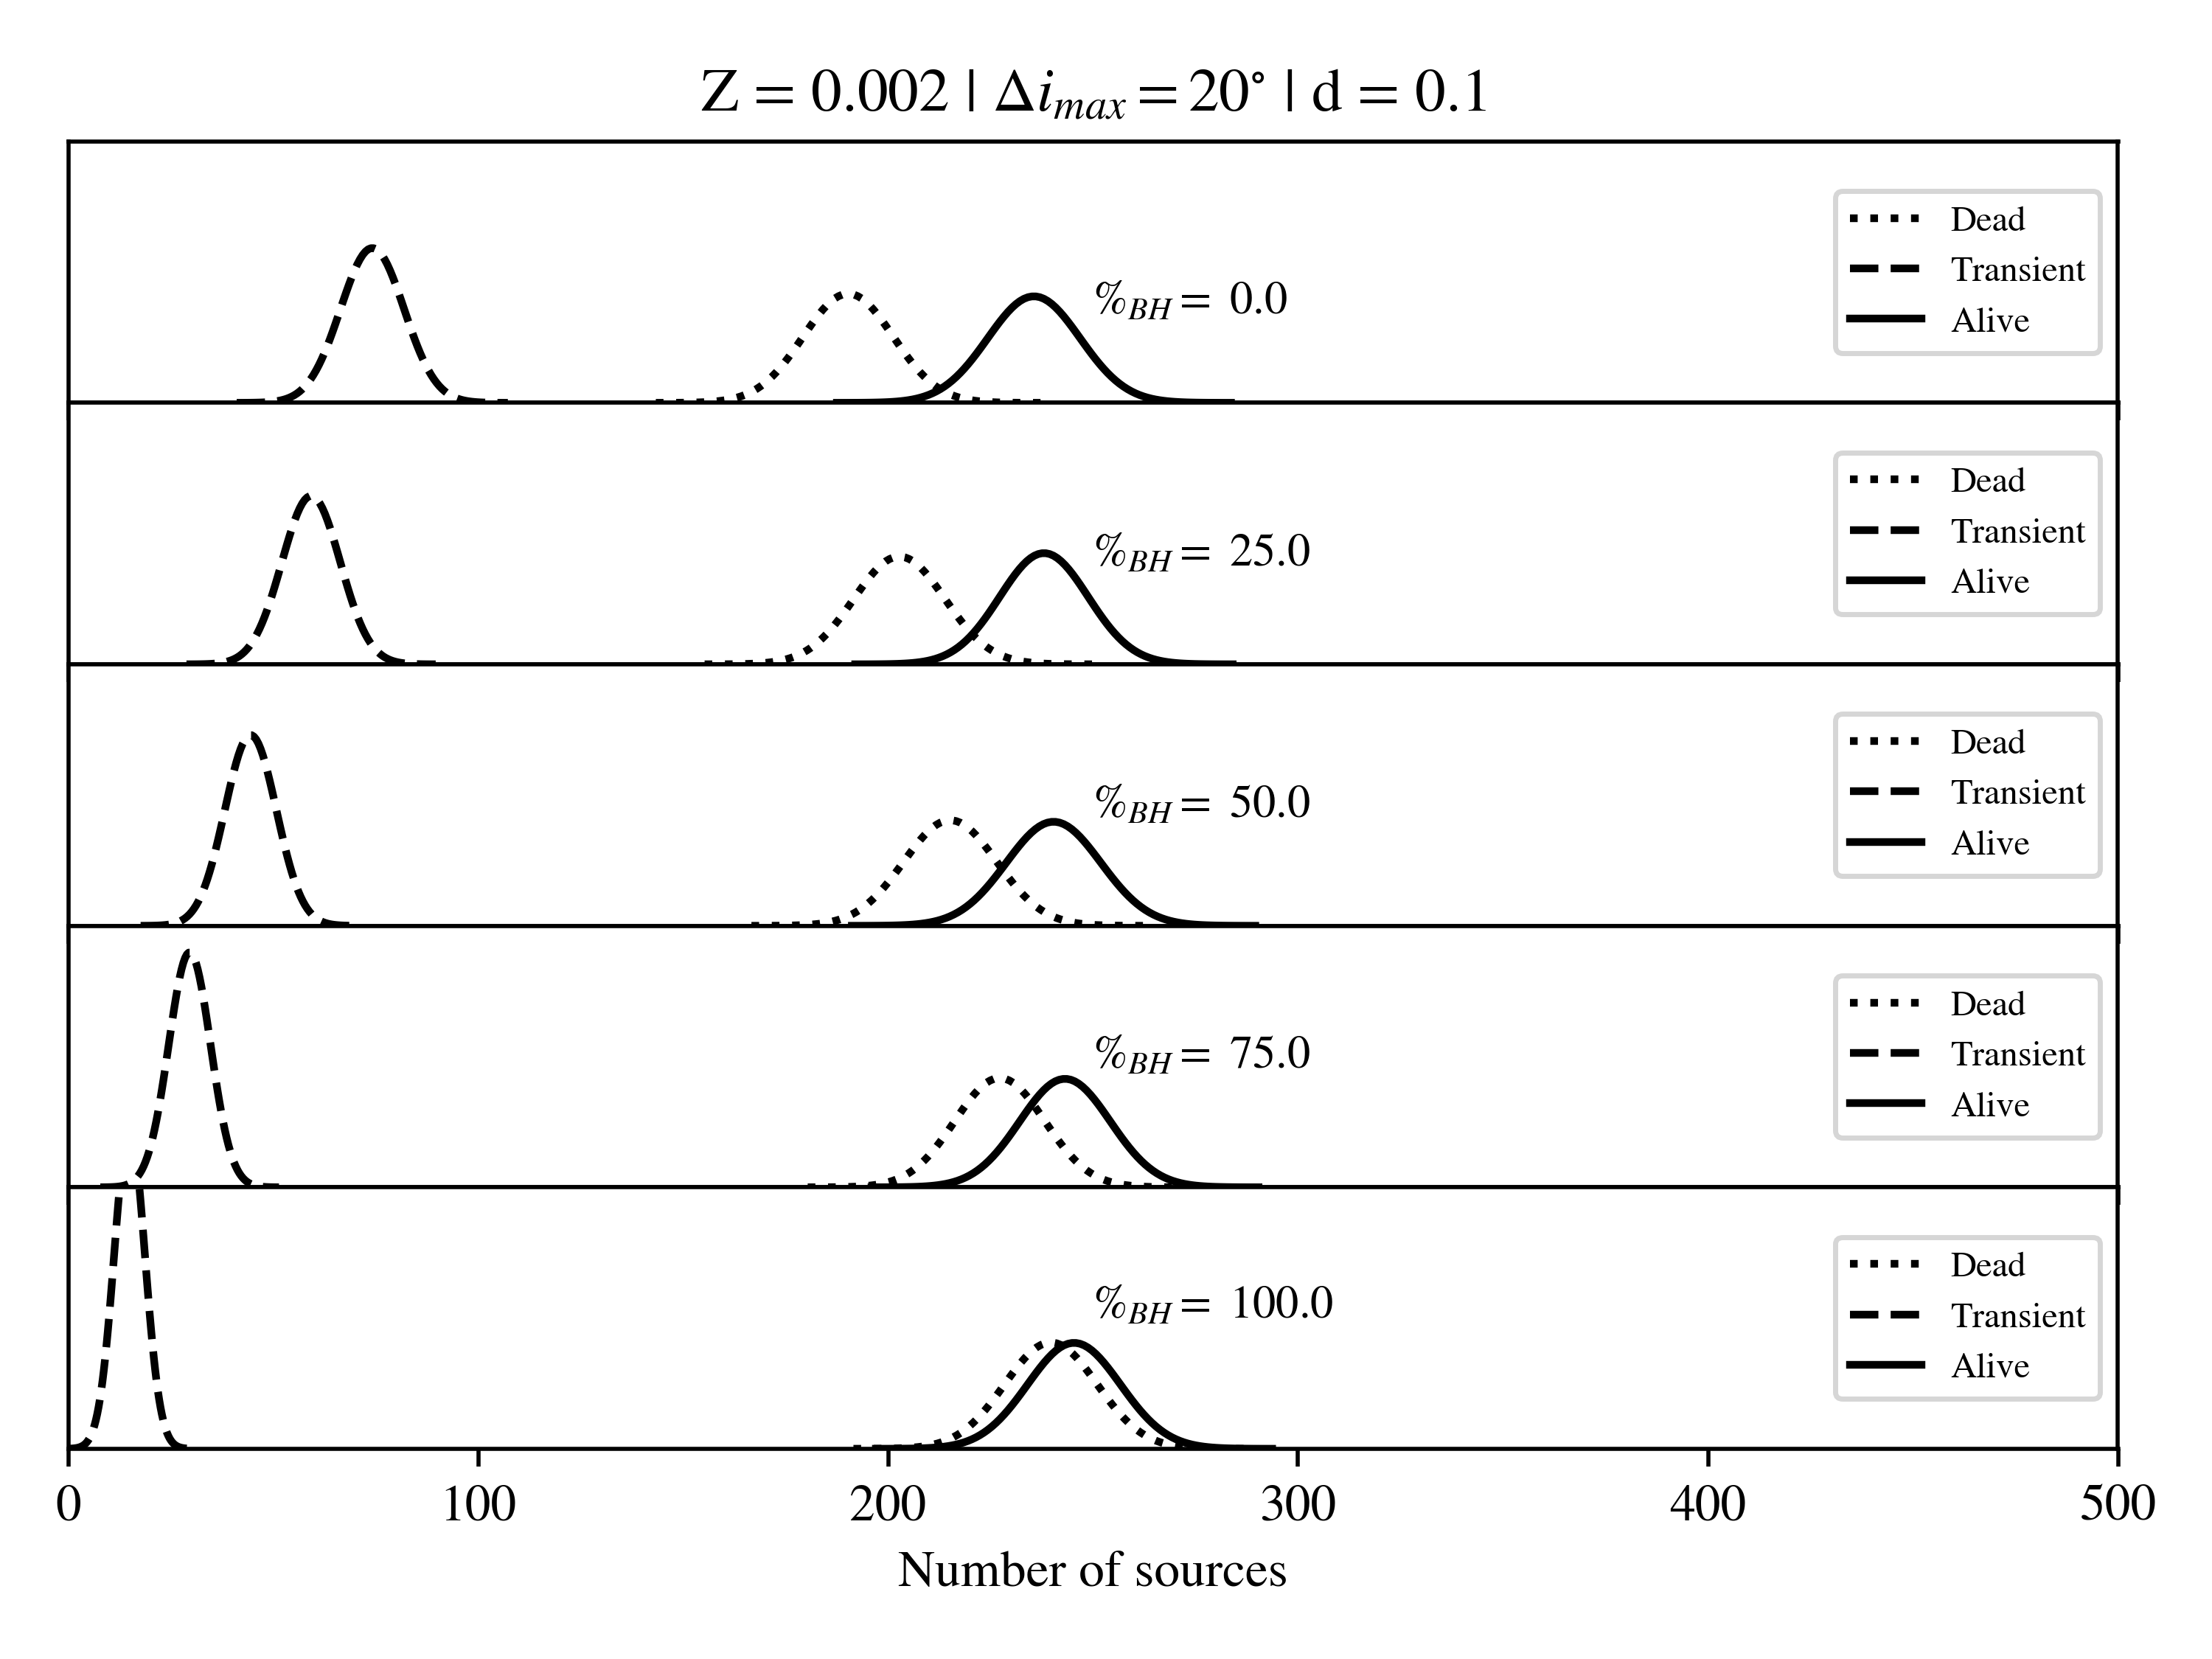 Z = 0.002 | Δi_max = 20° | d = 0.1
%_BH = 0.0
Dead
Transient
Alive
%_BH = 25.0
Dead
Transient
Alive
%_BH = 50.0
Dead
Transient
Alive
%_BH = 75.0
Dead
Transient
Alive
%_BH = 100.0
Dead
Transient
Alive
0 100 200 300 400 500
Number of sources